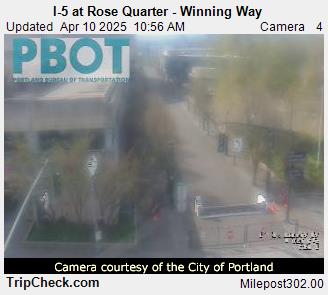 I-5 at Rose Quarter - Winning Way
Updated Apr 10 2025 10:56 AM Camera 4
PBOT
PORTLAND BUREAU OF TRANSPORTATION
Camera courtesy of the City of Portland
TripCheck.com Milepost302.00